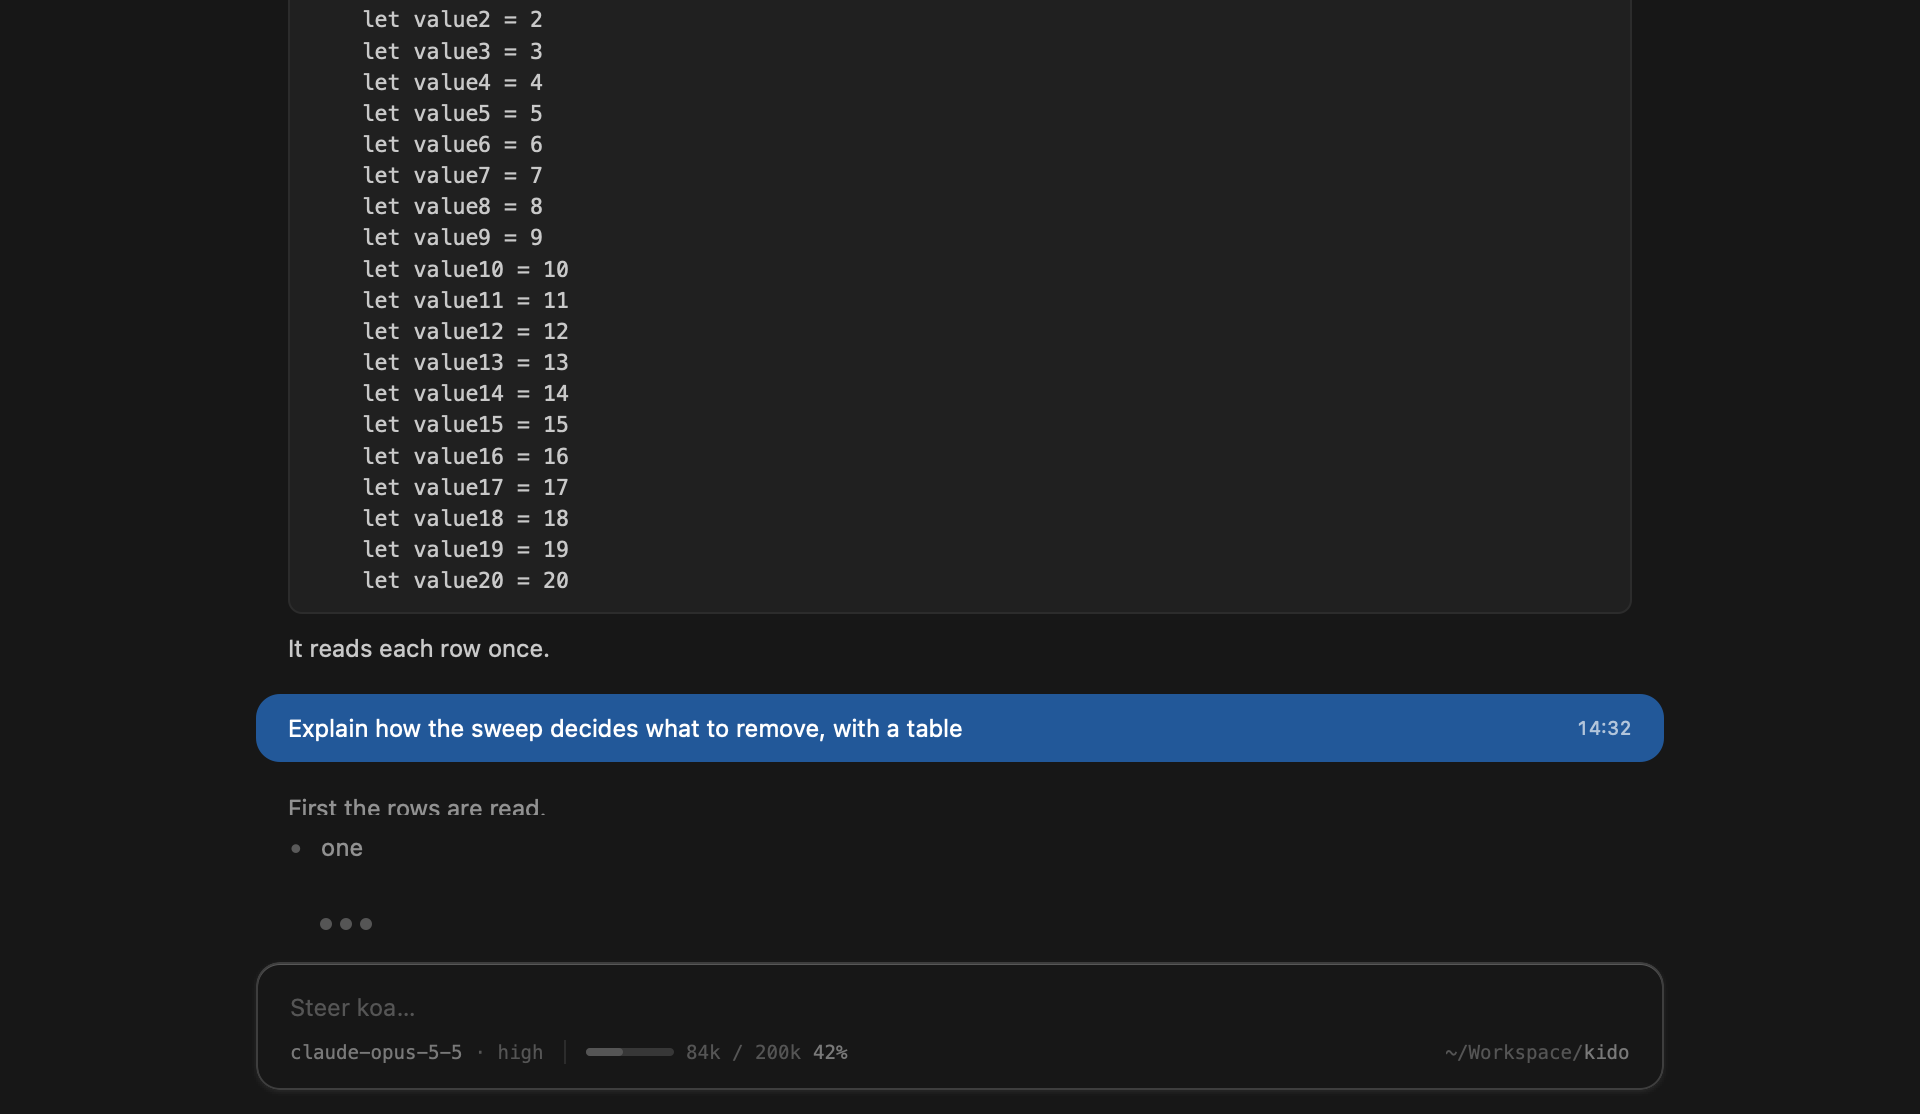 let value2 = 2
let value3 = 3
let value4 = 4
let value5 = 5
let value6 = 6
let value7 = 7
let value8 = 8
let value9 = 9
let value10 = 10
let value11 = 11
let value12 = 12
let value13 = 13
let value14 = 14
let value15 = 15
let value16 = 16
let value17 = 17
let value18 = 18
let value19 = 19
let value20 = 20
It reads each row once.
Explain how the sweep decides what to remove, with a table 14:32
First the rows are read.
• one
Steer koa...
claude-opus-5-5 · high | 84k / 200k 42% ~/Workspace/kido